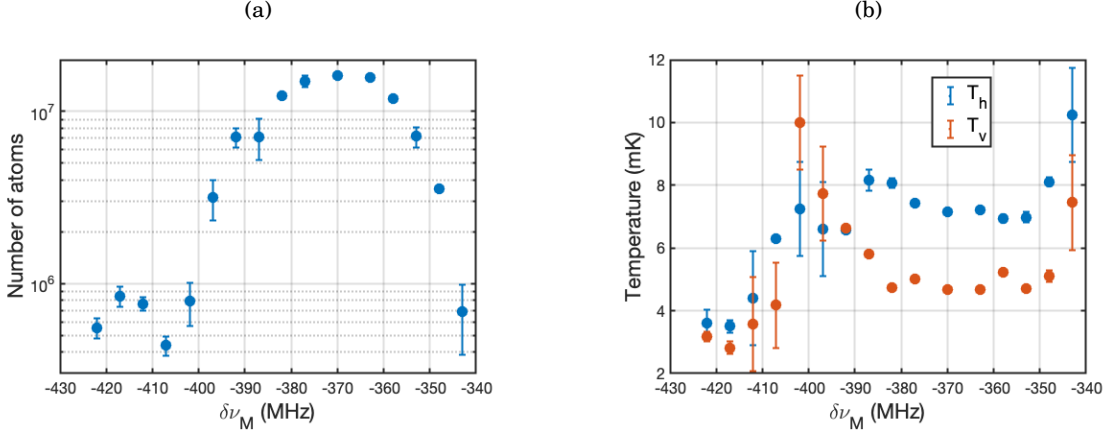 (a)
(b)
Number of atoms
10^7
10^6
-430 -420 -410 -400 -390 -380 -370 -360 -350 -340
δν_M (MHz)
Temperature (mK)
12
10
8
6
4
2
T_h
T_v
-430 -420 -410 -400 -390 -380 -370 -360 -350 -340
δν_M (MHz)